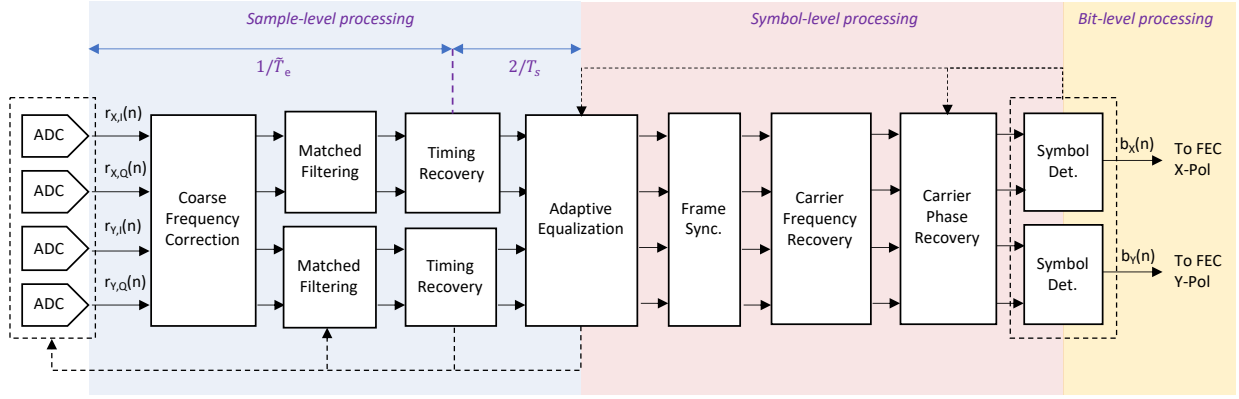 Sample-level processing
Symbol-level processing
Bit-level processing
1/T̃e
2/Ts
ADC
rX,I(n)
ADC
rX,Q(n)
ADC
rY,I(n)
ADC
rY,Q(n)
Coarse
Frequency
Correction
Matched
Filtering
Timing
Recovery
Matched
Filtering
Timing
Recovery
Adaptive
Equalization
Frame
Sync.
Carrier
Frequency
Recovery
Carrier
Phase
Recovery
Symbol
Det.
bX(n)
To FEC
X-Pol
Symbol
Det.
bY(n)
To FEC
Y-Pol